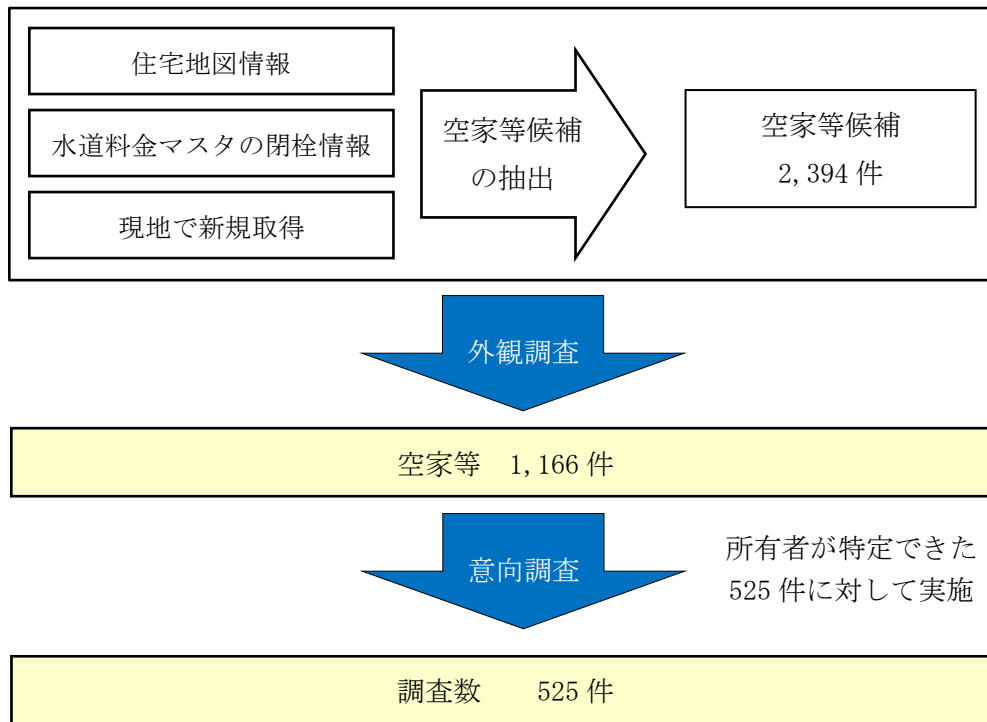 住宅地図情報
水道料金マスタの閉栓情報
現地で新規取得
空家等候補
の抽出
空家等候補
2,394 件
外観調査
空家等　1,166 件
意向調査
所有者が特定できた
525 件に対して実施
調査数　　525 件